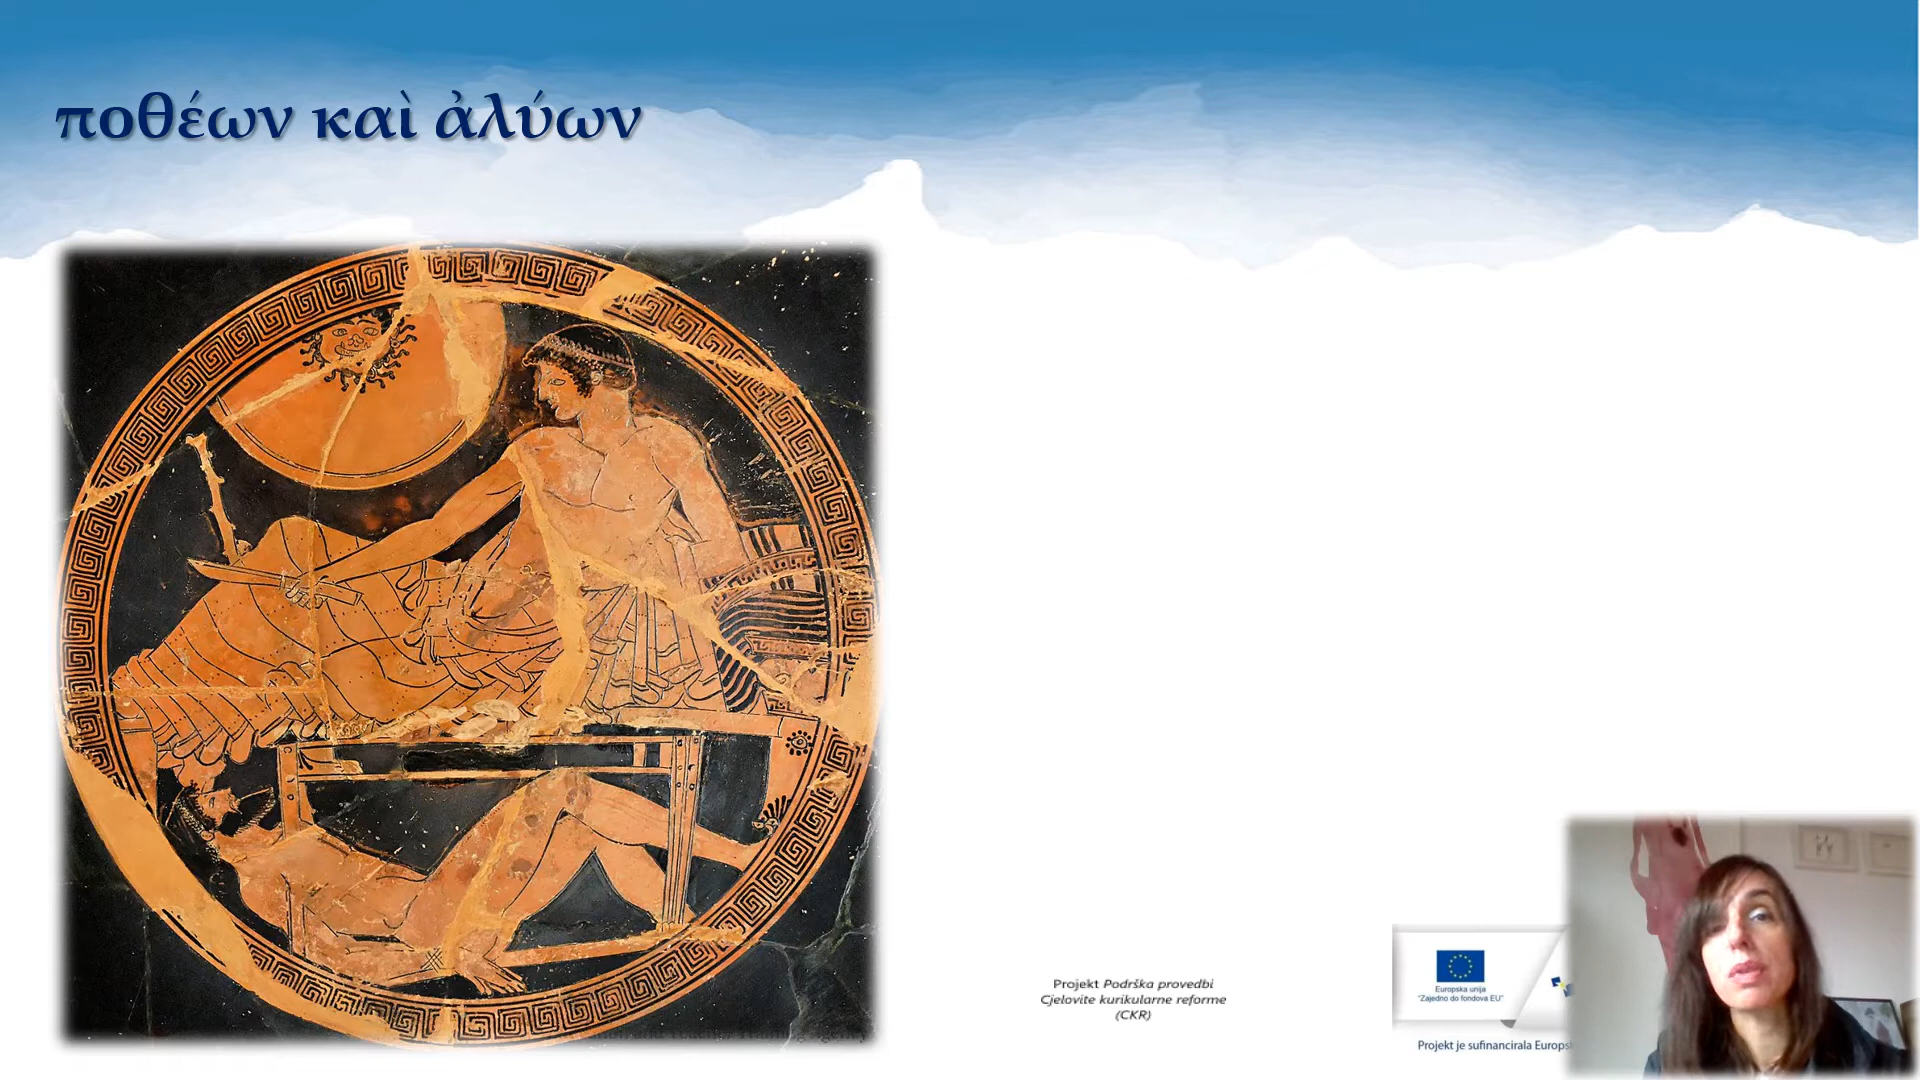 ποθέων καὶ ἀλύων
Projekt Podrška provedbi
Cjelovite kurikularne reforme
(CKR)
Europska unija
"Zajedno do fondova EU"
Projekt je sufinancirala Europs